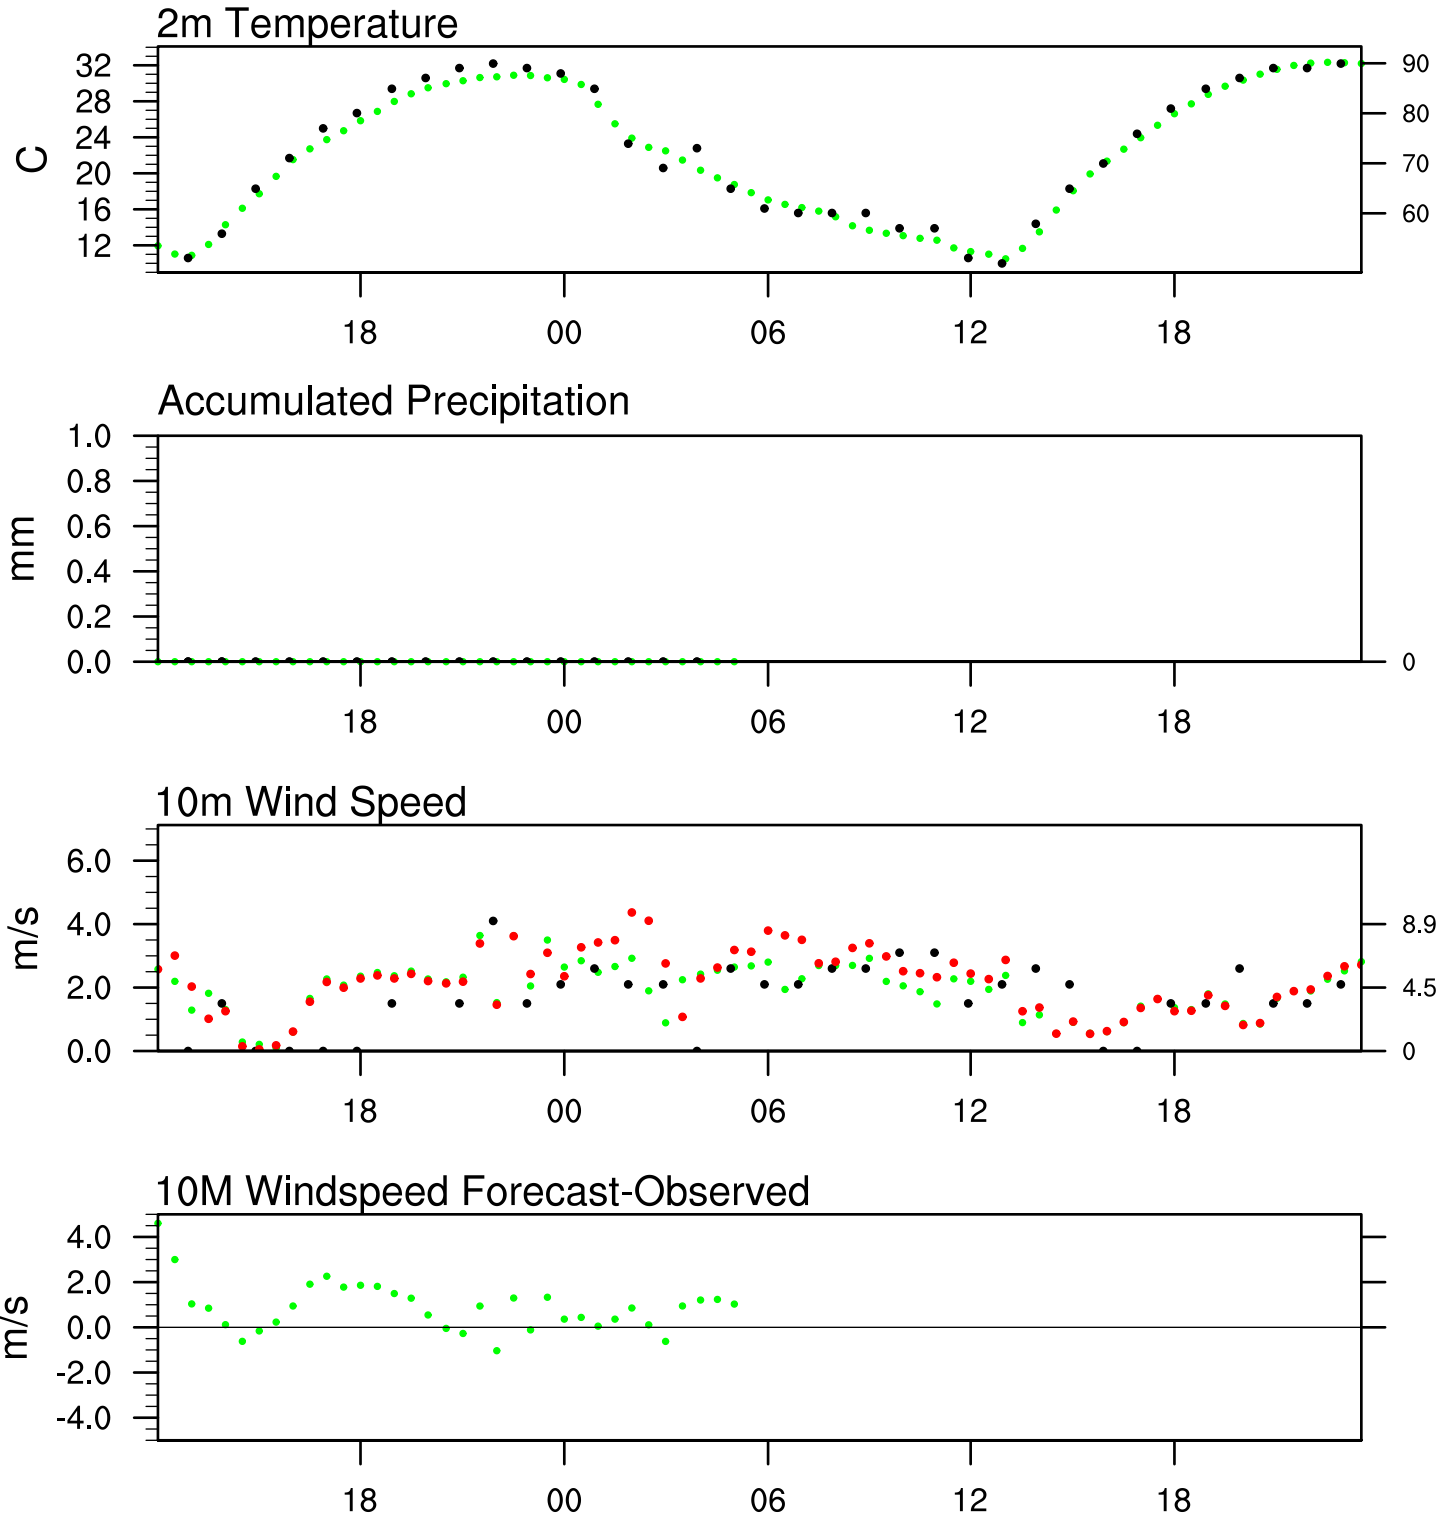 2m Temperature
C
32
28
24
20
16
12
90
80
70
60
18 00 06 12 18
Accumulated Precipitation
mm
1.0
0.8
0.6
0.4
0.2
0.0
0
18 00 06 12 18
10m Wind Speed
m/s
6.0
4.0
2.0
0.0
8.9
4.5
0
18 00 06 12 18
10M Windspeed Forecast-Observed
m/s
4.0
2.0
0.0
-2.0
-4.0
18 00 06 12 18